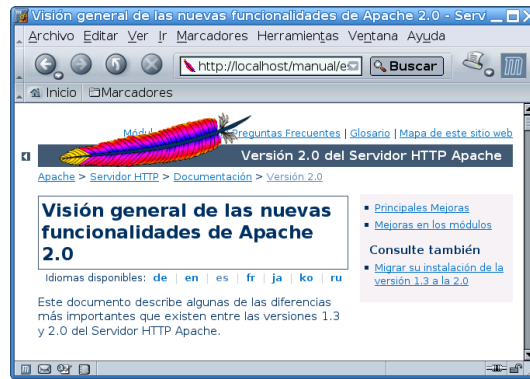 Visión general de las nuevas funcionalidades de Apache 2.0 - Serv
Archivo Editar Ver Ir Marcadores Herramientas Ventana Ayuda
http://localhost/manual/es
Buscar
Inicio Marcadores
Preguntas Frecuentes | Glosario | Mapa de este sitio web
Versión 2.0 del Servidor HTTP Apache
Apache > Servidor HTTP > Documentación > Versión 2.0
Visión general de las nuevas
funcionalidades de Apache
2.0
Idiomas disponibles: de | en | es | fr | ja | ko | ru
Este documento describe algunas de las diferencias
más importantes que existen entre las versiones 1.3
y 2.0 del Servidor HTTP Apache.
Principales Mejoras
Mejoras en los módulos
Consulte también
Migrar su instalación de la
versión 1.3 a la 2.0